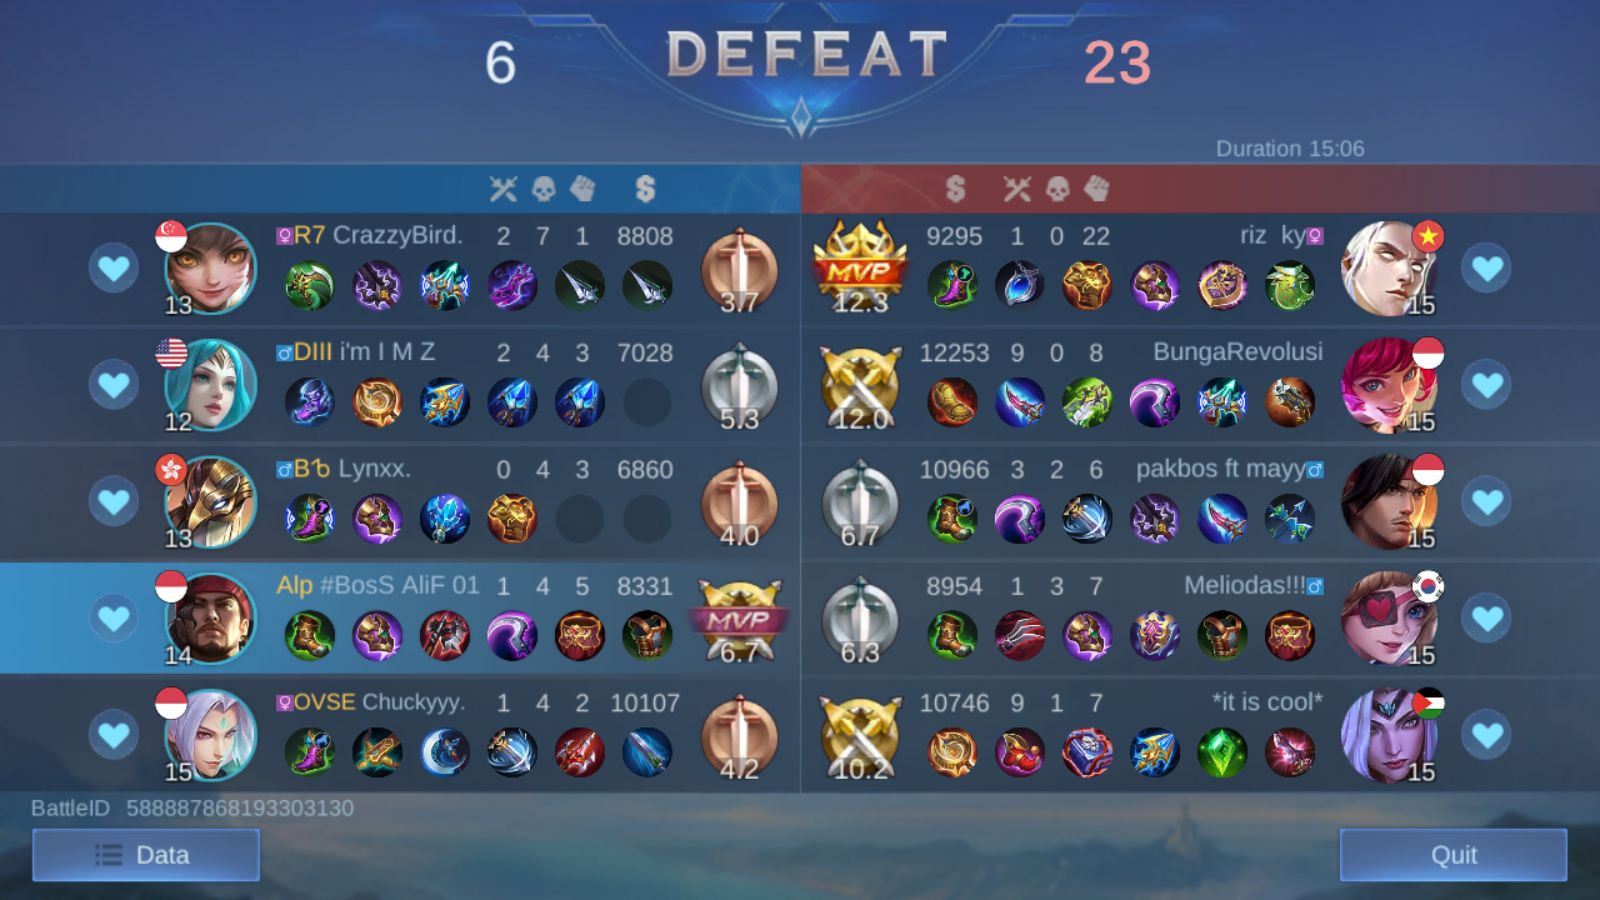 6 DEFEAT 23
Duration 15:06
R7 CrazzyBird. 2 7 1 8808
13 3.7
MVP 12.3 9295 1 0 22 riz ky
15
DIII i'm I M Z 2 4 3 7028
12 5.3
12.0 12253 9 0 8 BungaRevolusi
15
Lynxx. 0 4 3 6860
13 4.0
6.7 10966 3 2 6 pakbos ft mayy
15
Alp #BosS AliF 01 1 4 5 8331
14 MVP 6.7
6.3 8954 1 3 7 Meliodas!!!
15
OVSE Chuckyyy. 1 4 2 10107
15 4.2
10.2 10746 9 1 7 *it is cool*
15
BattleID 588887868193303130
Data
Quit